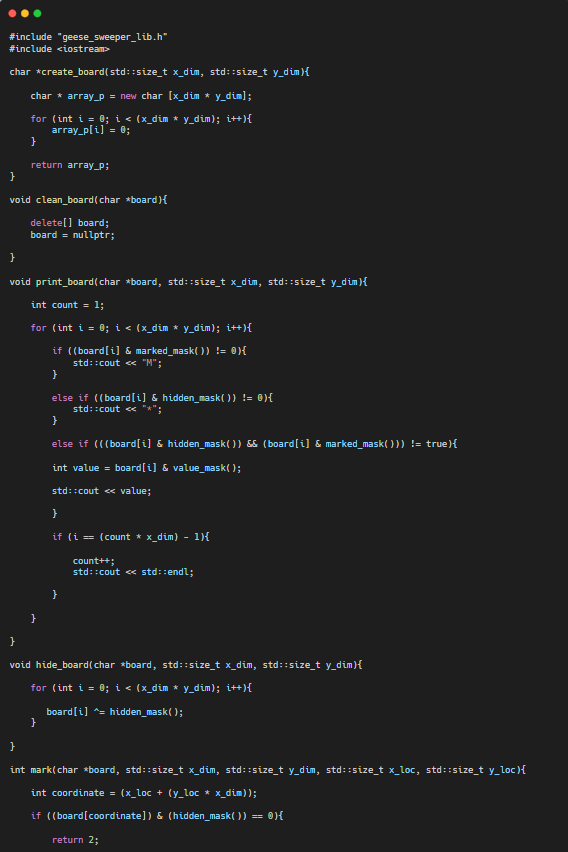 #include "geese_sweeper_lib.h"
#include <iostream>
char *create_board(std::size_t x_dim, std::size_t y_dim){
char * array_p = new char [x_dim * y_dim];
for (int i = 0; i < (x_dim * y_dim); i++){
array_p[i] = 0;
}
return array_p;
}
void clean_board(char *board){
delete[] board;
board = nullptr;
}
void print_board(char *board, std::size_t x_dim, std::size_t y_dim){
int count = 1;
for (int i = 0; i < (x_dim * y_dim); i++){
if ((board[i] & marked_mask()) != 0){
std::cout << "M";
}
else if ((board[i] & hidden_mask()) != 0){
std::cout << "*";
}
else if (((board[i] & hidden_mask()) && (board[i] & marked_mask())) != true){
int value = board[i] & value_mask();
std::cout << value;
}
if (i == (count * x_dim) - 1){
count++;
std::cout << std::endl;
}
}
}
void hide_board(char *board, std::size_t x_dim, std::size_t y_dim){
for (int i = 0; i < (x_dim * y_dim); i++){
board[i] ^= hidden_mask();
}
}
int mark(char *board, std::size_t x_dim, std::size_t y_dim, std::size_t x_loc, std::size_t y_loc){
int coordinate = (x_loc + (y_loc * x_dim));
if ((board[coordinate]) & (hidden_mask()) == 0){
return 2;